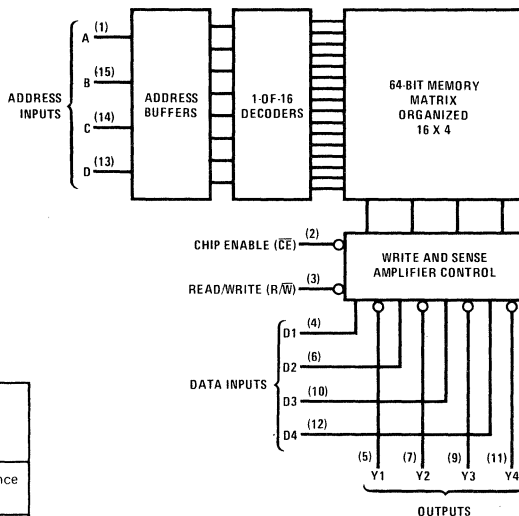 ADDRESS
INPUTS
A (1)
B (15)
C (14)
D (13)
ADDRESS
BUFFERS
1-OF-16
DECODERS
64-BIT MEMORY
MATRIX
ORGANIZED
16 X 4
CHIP ENABLE (C̅E̅) (2)
READ/WRITE (R/W̅) (3)
WRITE AND SENSE
AMPLIFIER CONTROL
DATA INPUTS
D1 (4)
D2 (6)
D3 (10)
D4 (12)
(5) (7) (9) (11)
Y1 Y2 Y3 Y4
OUTPUTS
nce